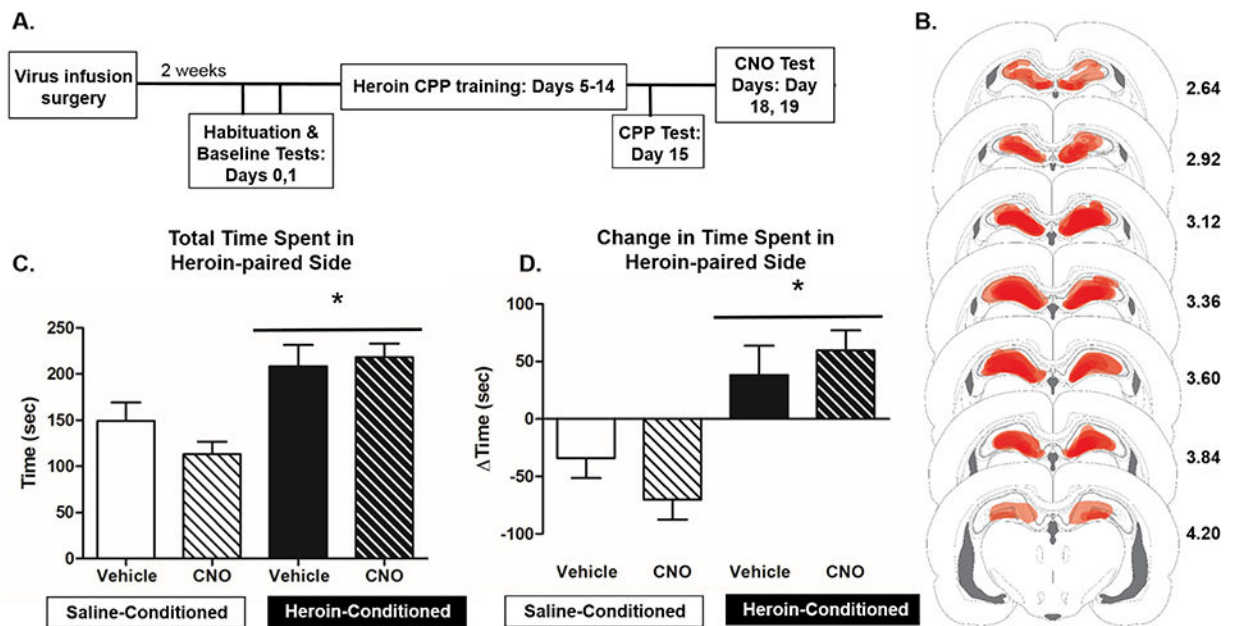 A.
Virus infusion
surgery
2 weeks
Habituation &
Baseline Tests:
Days 0,1
Heroin CPP training: Days 5-14
CPP Test:
Day 15
CNO Test
Days: Day
18, 19
B.
2.64
2.92
3.12
3.36
3.60
3.84
4.20
C.
Total Time Spent in
Heroin-paired Side
*
Time (sec)
250
200
150
100
50
0
Vehicle
CNO
Vehicle
CNO
Saline-Conditioned
Heroin-Conditioned
D.
Change in Time Spent in
Heroin-paired Side
*
ΔTime (sec)
100
50
0
-50
-100
Vehicle
CNO
Vehicle
CNO
Saline-Conditioned
Heroin-Conditioned